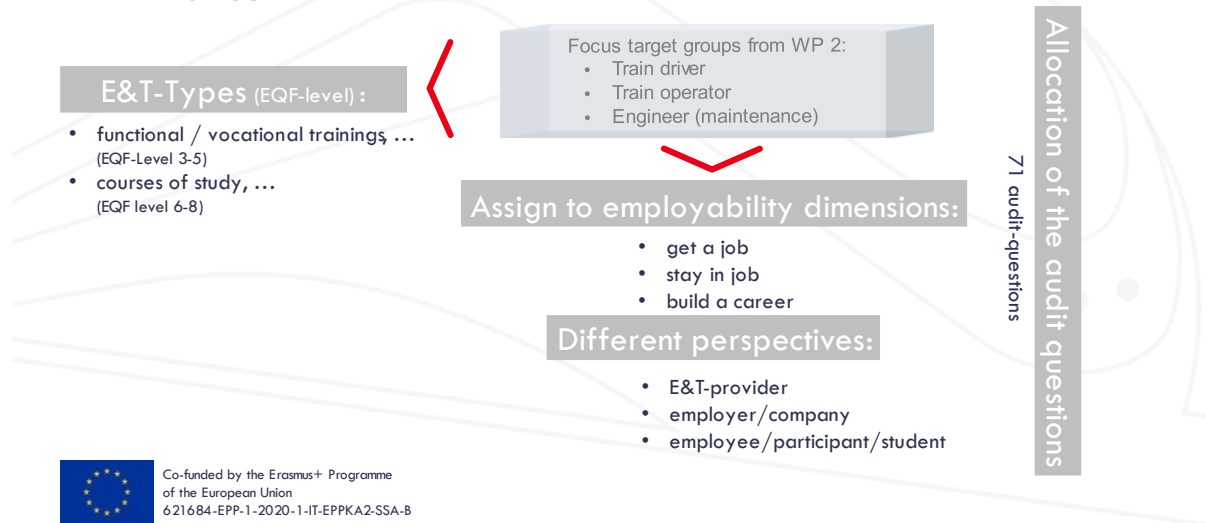 Focus target groups from WP 2:
• Train driver
• Train operator
• Engineer (maintenance)
E&T-Types (EQF-level) :
• functional / vocational trainings, …
(EQF-Level 3-5)
• courses of study, …
(EQF level 6-8)
Assign to employability dimensions:
• get a job
• stay in job
• build a career
Different perspectives:
• E&T-provider
• employer/company
• employee/participant/student
71 audit-questions
Allocation of the audit questions
Co-funded by the Erasmus+ Programme
of the European Union
621684-EPP-1-2020-1-IT-EPPKA2-SSA-B